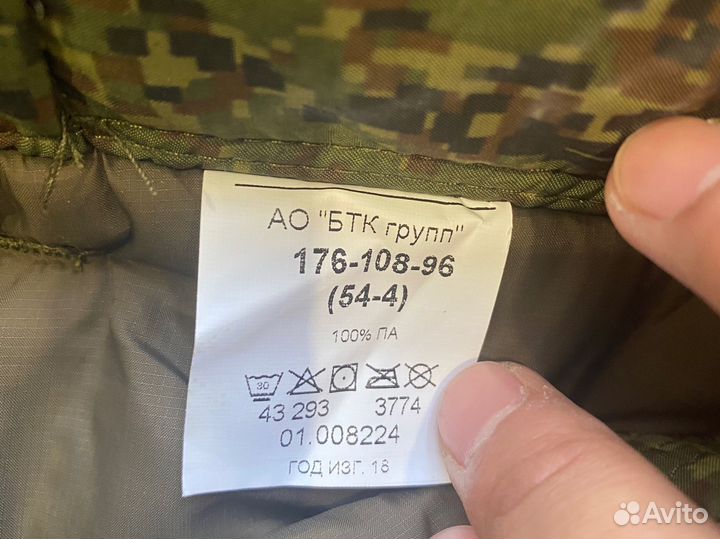 АО "БТК групп"
176-108-96
(54-4)
100% ПА
30
43 293 3774
01.008224
ГОД ИЗГ. 18
Avito